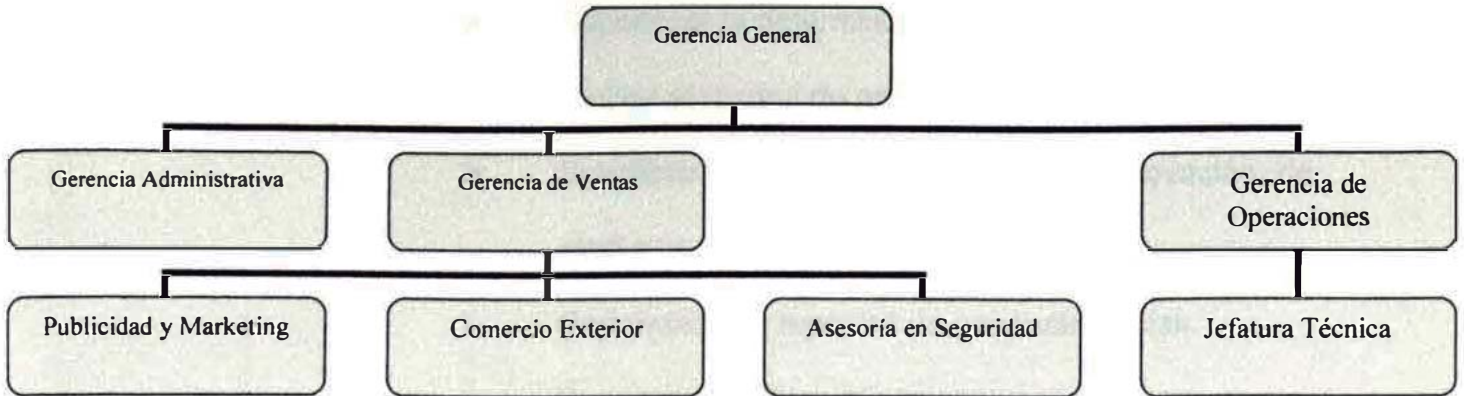 Gerencia General
Gerencia Administrativa
Gerencia de Ventas
Gerencia de
Operaciones
Publicidad y Marketing
Comercio Exterior
Asesoría en Seguridad
Jefatura Técnica